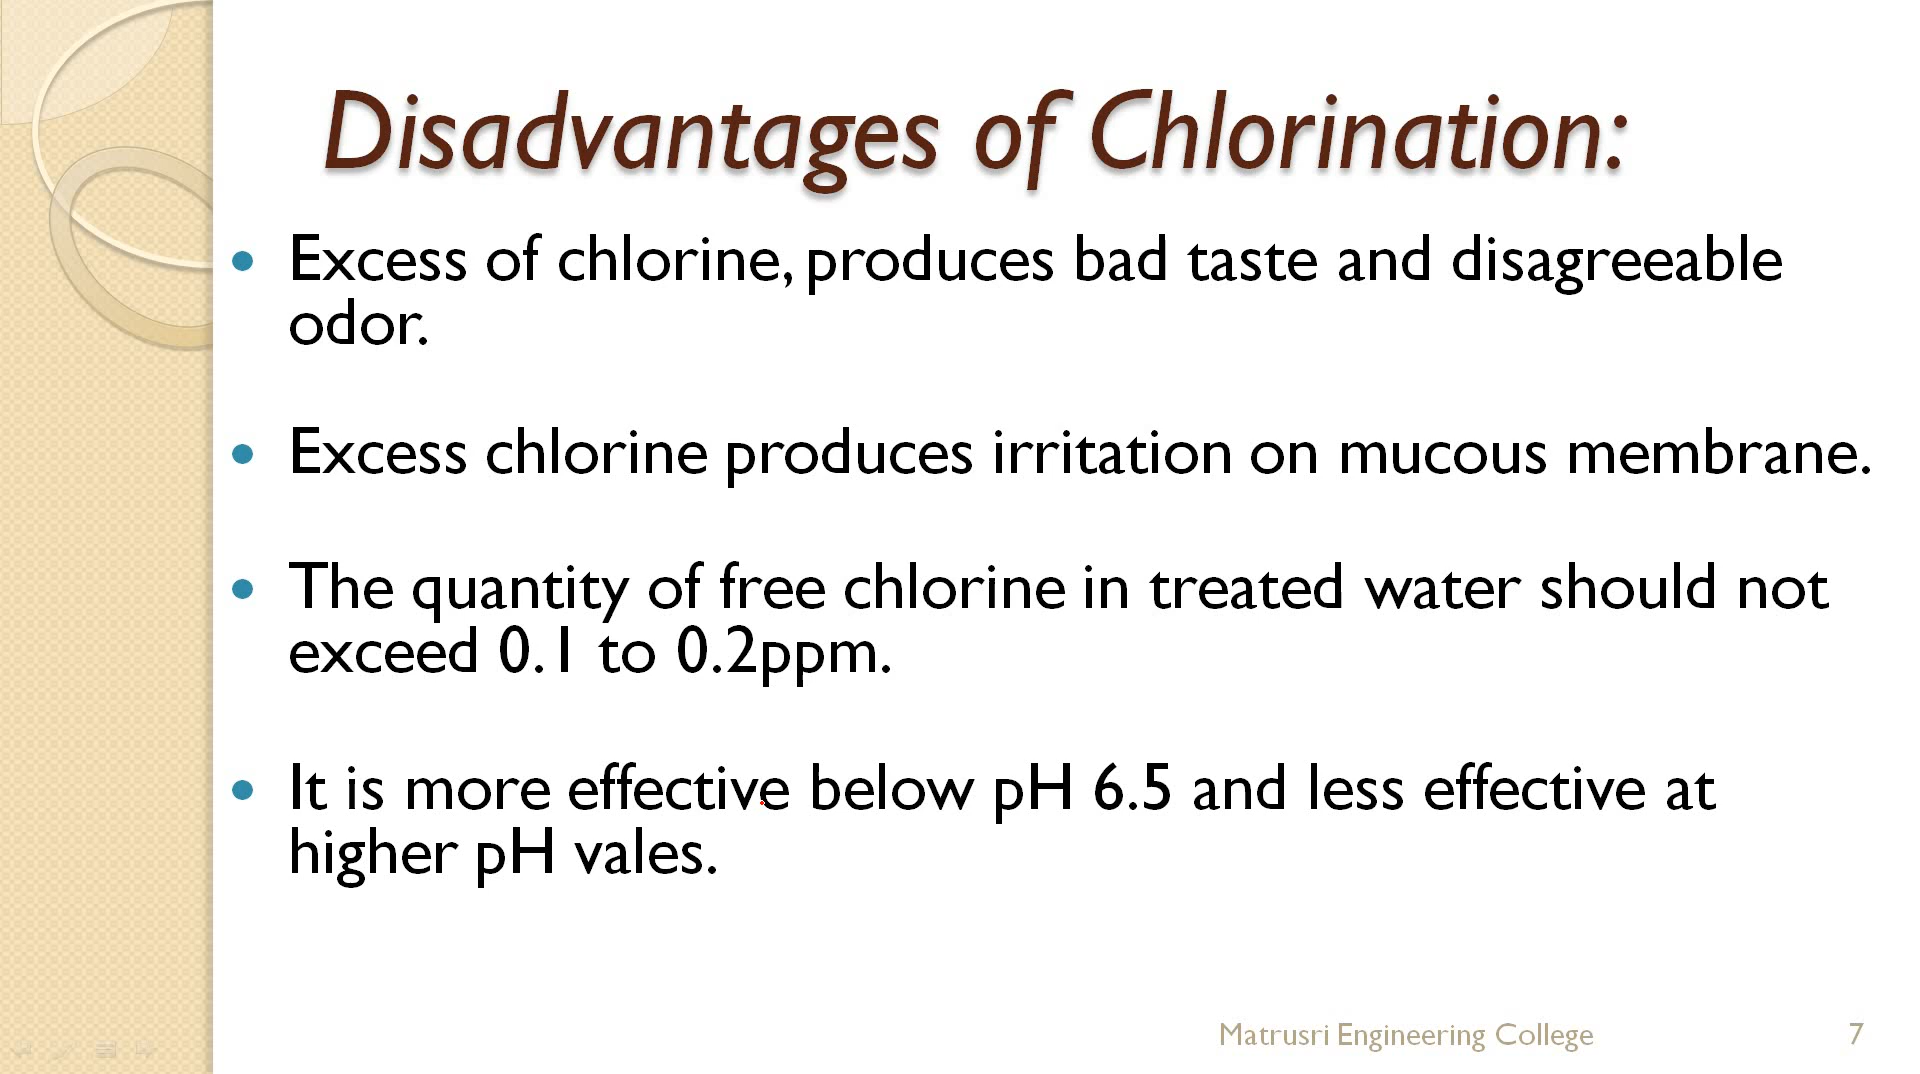 Disadvantages of Chlorination:
• Excess of chlorine, produces bad taste and disagreeable
odor.
• Excess chlorine produces irritation on mucous membrane.
• The quantity of free chlorine in treated water should not
exceed 0.1 to 0.2ppm.
• It is more effective below pH 6.5 and less effective at
higher pH vales.
Matrusri Engineering College 7